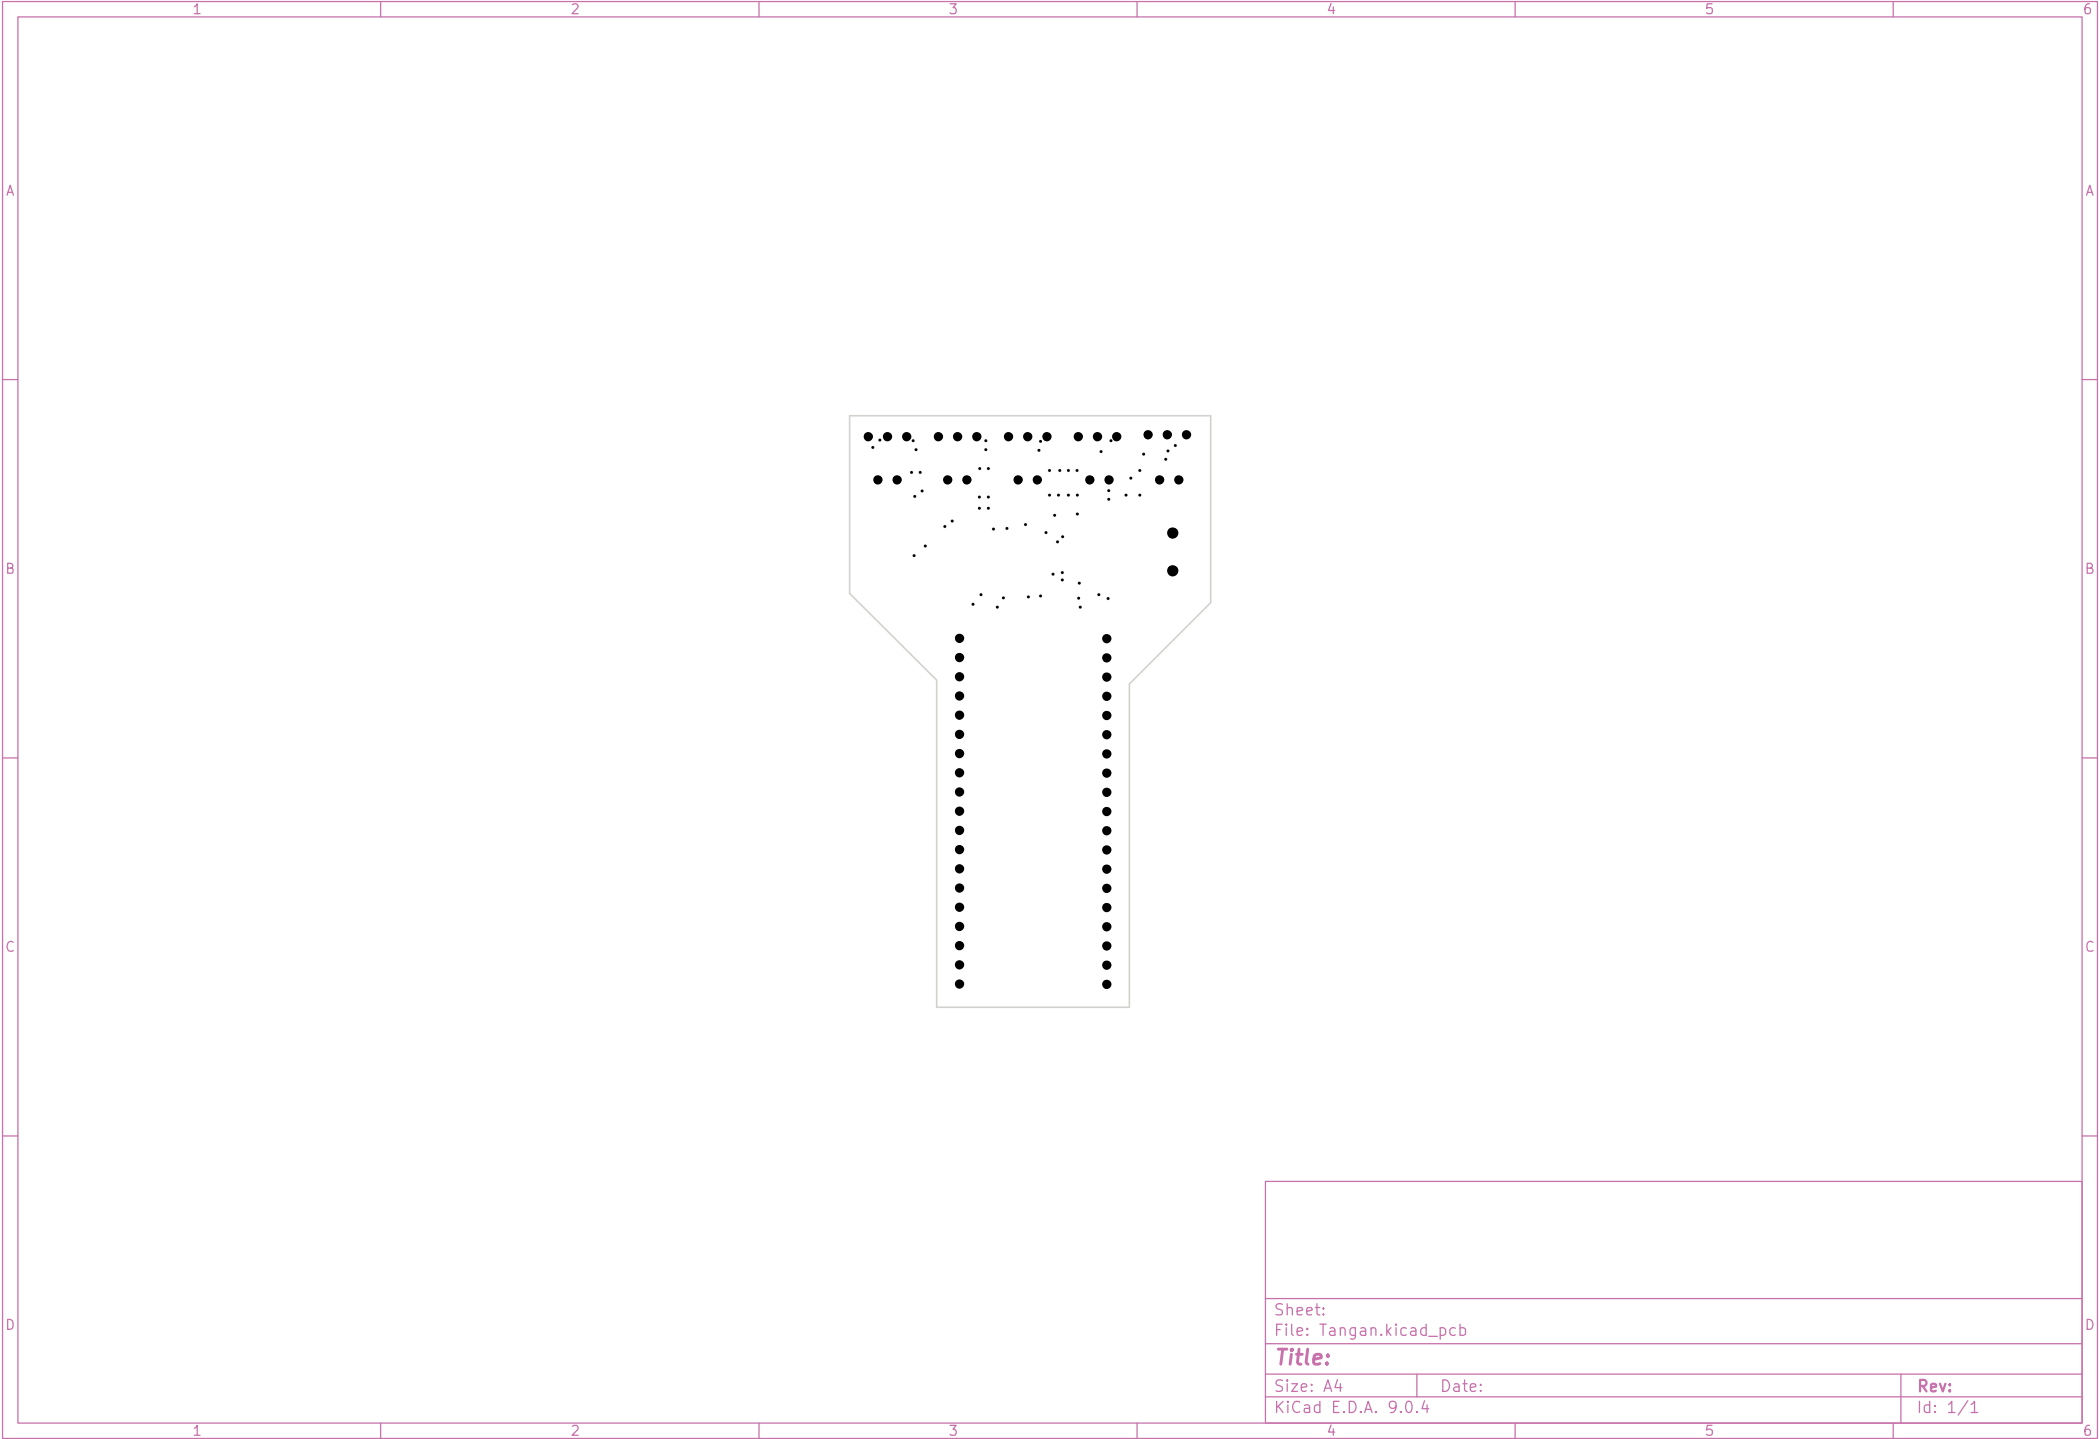 1 2 3 4 5 6
A A
B B
C C
D D
Sheet:
File: Tangan.kicad_pcb
Title:
Size: A4 Date: Rev:
KiCad E.D.A. 9.0.4 Id: 1/1
1 2 3 4 5 6